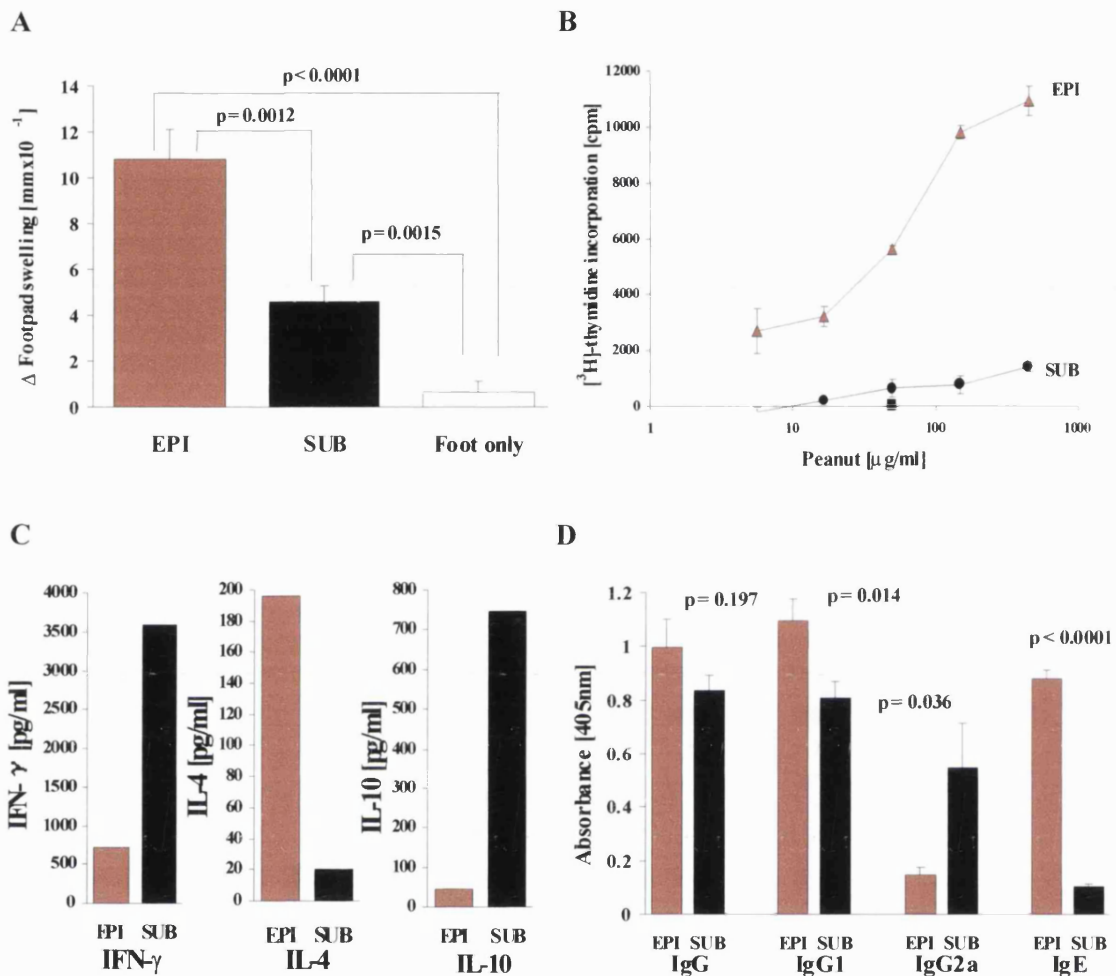 A
Δ Footpad swelling [mmx10 -1]
14
12
10
8
6
4
2
0
p< 0.0001
p=0.0012
p=0.0015
EPI SUB Foot only
B
[3H]-thymidine incorporation [cpm]
12000
10000
8000
6000
4000
2000
0
EPI
SUB
1 10 100 1000
Peanut [μg/ml]
C
IFN-γ [pg/ml]
4000
3500
3000
2500
2000
1500
1000
500
0
EPI SUB
IFN-γ
IL-4 [pg/ml]
200
180
160
140
120
100
80
60
40
20
0
EPI SUB
IL-4
IL-10 [pg/ml]
800
700
600
500
400
300
200
100
0
EPI SUB
IL-10
D
Absorbance [405nm]
1.2
1
0.8
0.6
0.4
0.2
0
p= 0.197
p= 0.014
p= 0.036
p< 0.0001
EPI SUB EPI SUB EPI SUB EPI SUB
IgG IgG1 IgG2a IgE